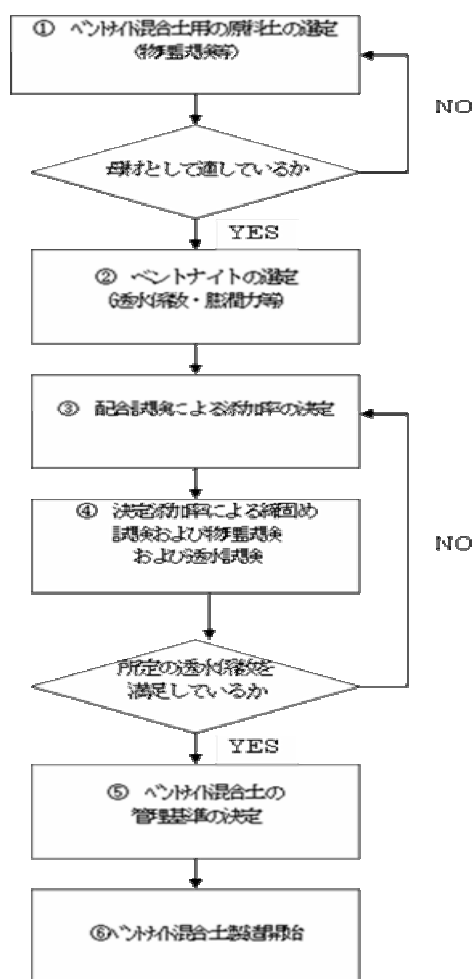 ① ベントナイト混合土用の原料土の選定
(物理試験等)
NO
母材として適しているか
YES
② ベントナイトの選定
(透水係数・膨潤力等)
③ 配合試験による添加率の決定
④ 決定添加率による締固め
試験および物理試験
および透水試験
NO
所定の透水係数を
満足しているか
YES
⑤ ベントナイト混合土の
管理基準の決定
⑥ベントナイト混合土製造開始